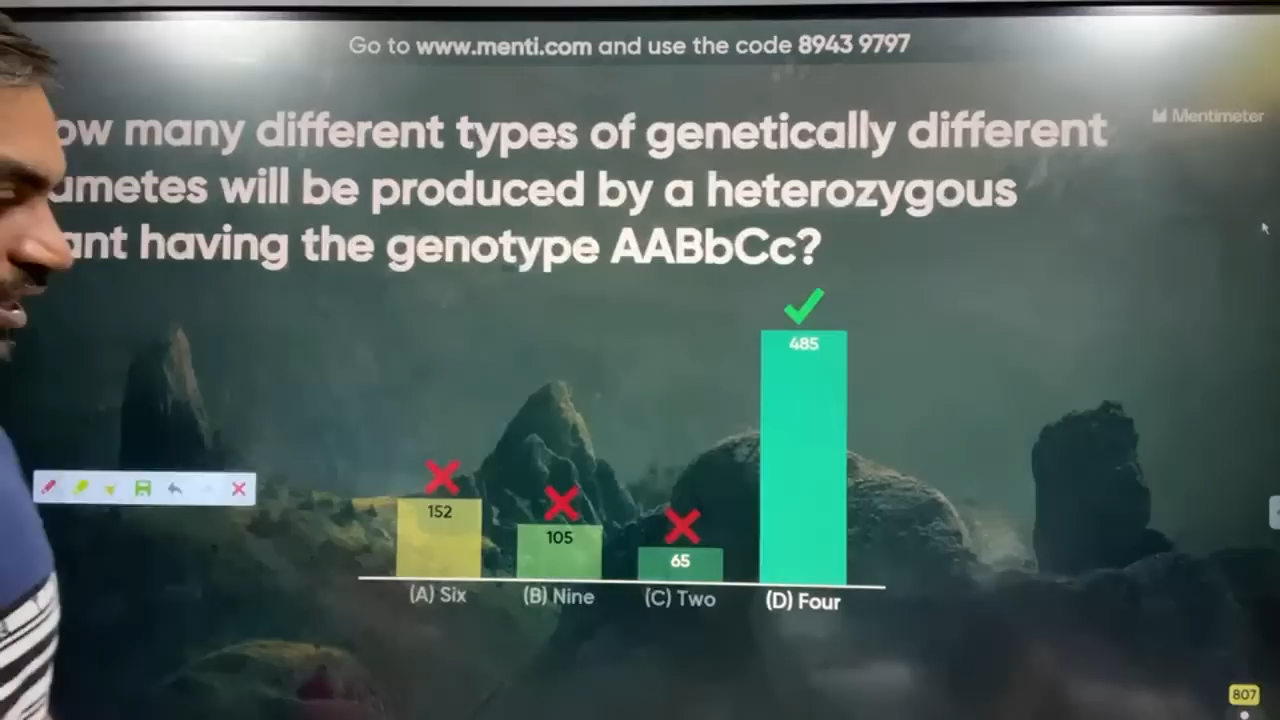 Go to www.menti.com and use the code 8943 9797
Mentimeter
ow many different types of genetically different
ametes will be produced by a heterozygous
ant having the genotype AABbCc?
485
152
105
65
(A) Six
(B) Nine
(C) Two
(D) Four
807